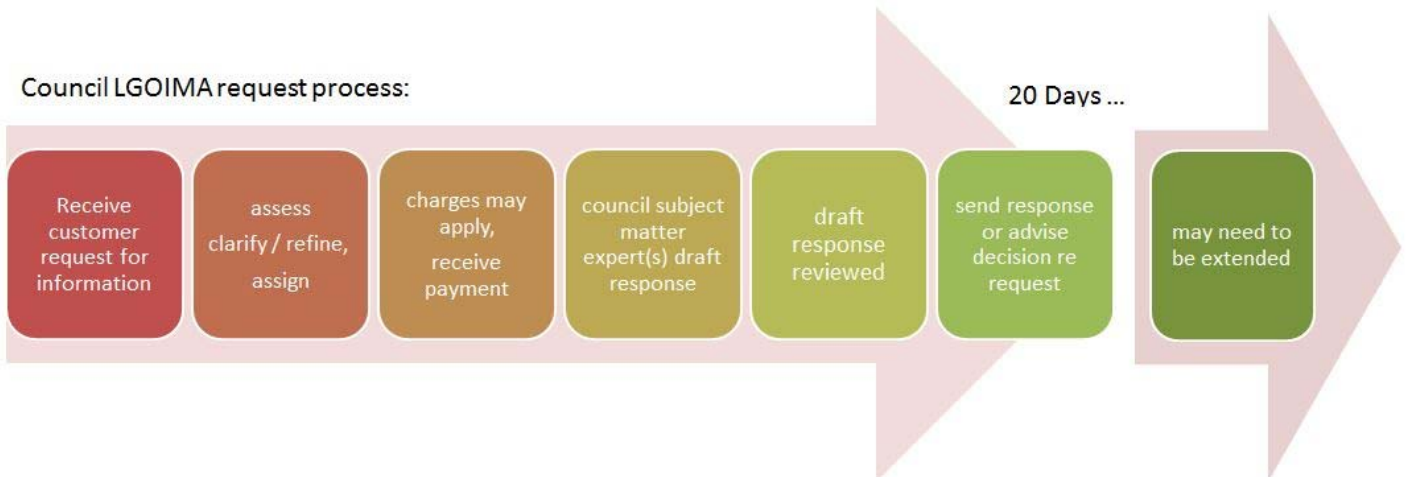 Council LGOIMA request process:
20 Days ...
Receive
customer
request for
information
assess
clarify / refine,
assign
charges may
apply,
receive
payment
council subject
matter
expert(s) draft
response
draft
response
reviewed
send response
or advise
decision re
request
may need to
be extended